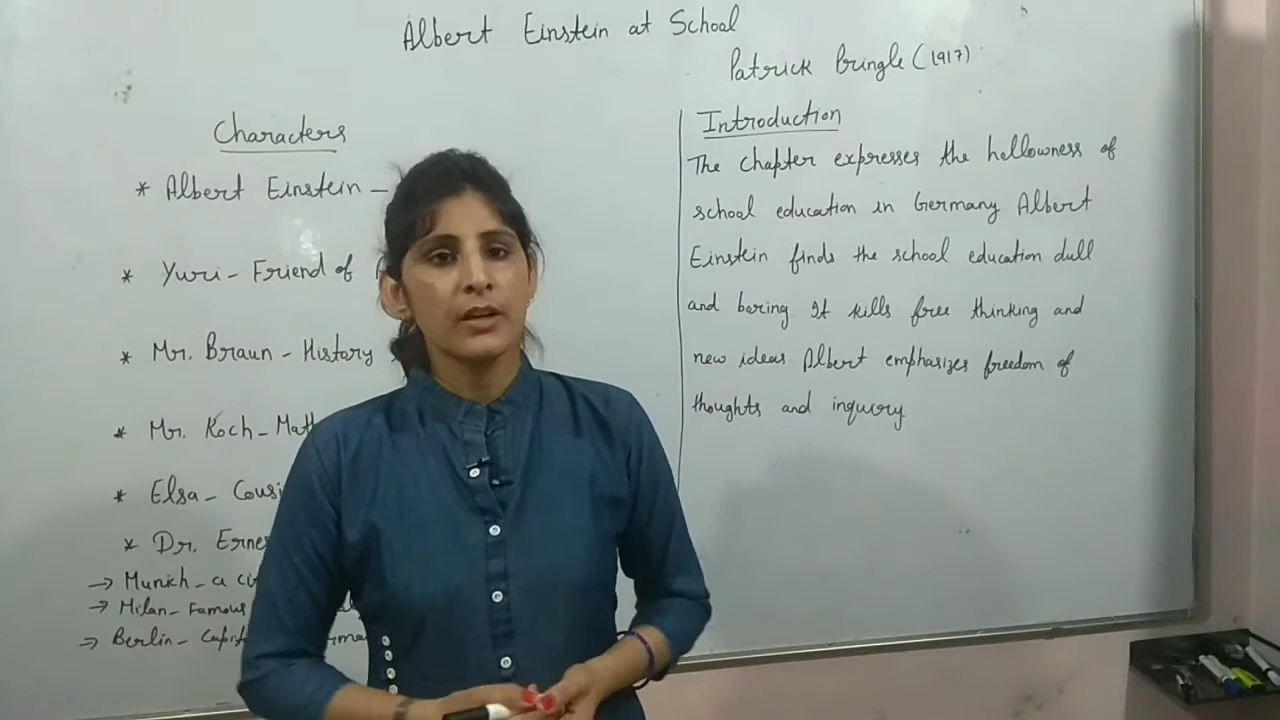 Albert Einstein at School
Patrick Pringle (1917)
Characters
* Albert Einstein -
* Yuri - Friend of
* Mr. Braun - History
* Mr. Koch - Math
* Elsa - Cousi
* Dr. Ernes
→ Munich - a ci
→ Milan - Famous
→ Berlin - Capit
Introduction
The chapter expresses the hollowness of
school education in Germany Albert
Einstein finds the school education dull
and boring It kills free thinking and
new ideas Albert emphasizes freedom of
thoughts and inquiry